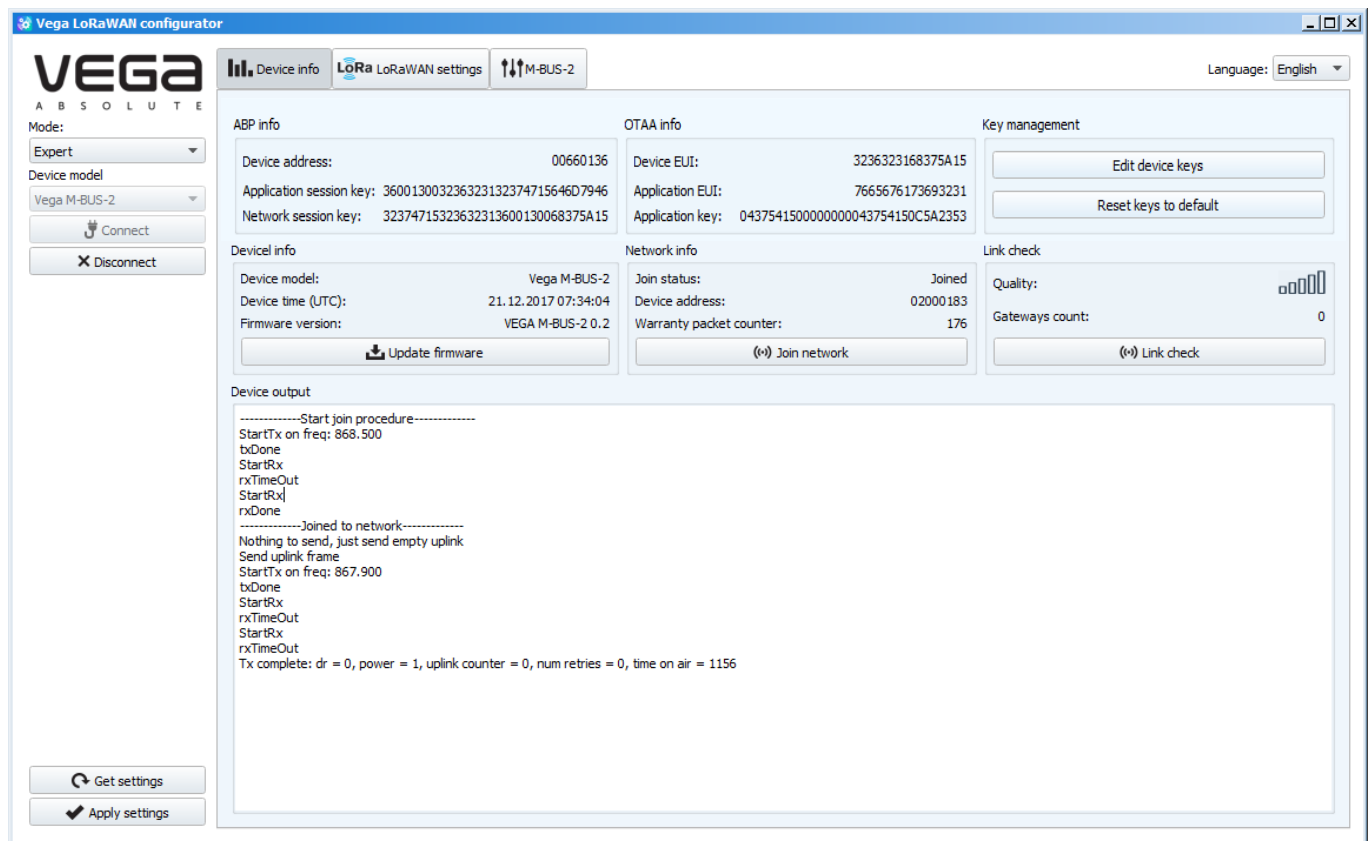 Vega LoRaWAN configurator
VEGA
ABSOLUTE
Mode:
Expert
Device model
Vega M-BUS-2
Connect
Disconnect
Get settings
Apply settings
Device info
LoRa LoRaWAN settings
M-BUS-2
Language: English
ABP info
Device address: 00660136
Application session key: 3600130032363231323747156 46D7946
Network session key: 32374715323632313600130068375A15
OTAA info
Device EUI: 3236323168375A15
Application EUI: 7665676173693231
Application key: 0437541500000000043754150C5A2353
Key management
Edit device keys
Reset keys to default
Devicel info
Device model: Vega M-BUS-2
Device time (UTC): 21.12.2017 07:34:04
Firmware version: VEGA M-BUS-2 0.2
Update firmware
Network info
Join status: Joined
Device address: 02000183
Warranty packet counter: 176
Join network
Link check
Quality:
Gateways count: 0
Link check
Device output
-------------Start join procedure-------------
StartTx on freq: 868.500
txDone
StartRx
rxTimeOut
StartRx
rxDone
-------------Joined to network-------------
Nothing to send, just send empty uplink
Send uplink frame
StartTx on freq: 867.900
txDone
StartRx
rxTimeOut
StartRx
rxTimeOut
Tx complete: dr = 0, power = 1, uplink counter = 0, num retries = 0, time on air = 1156